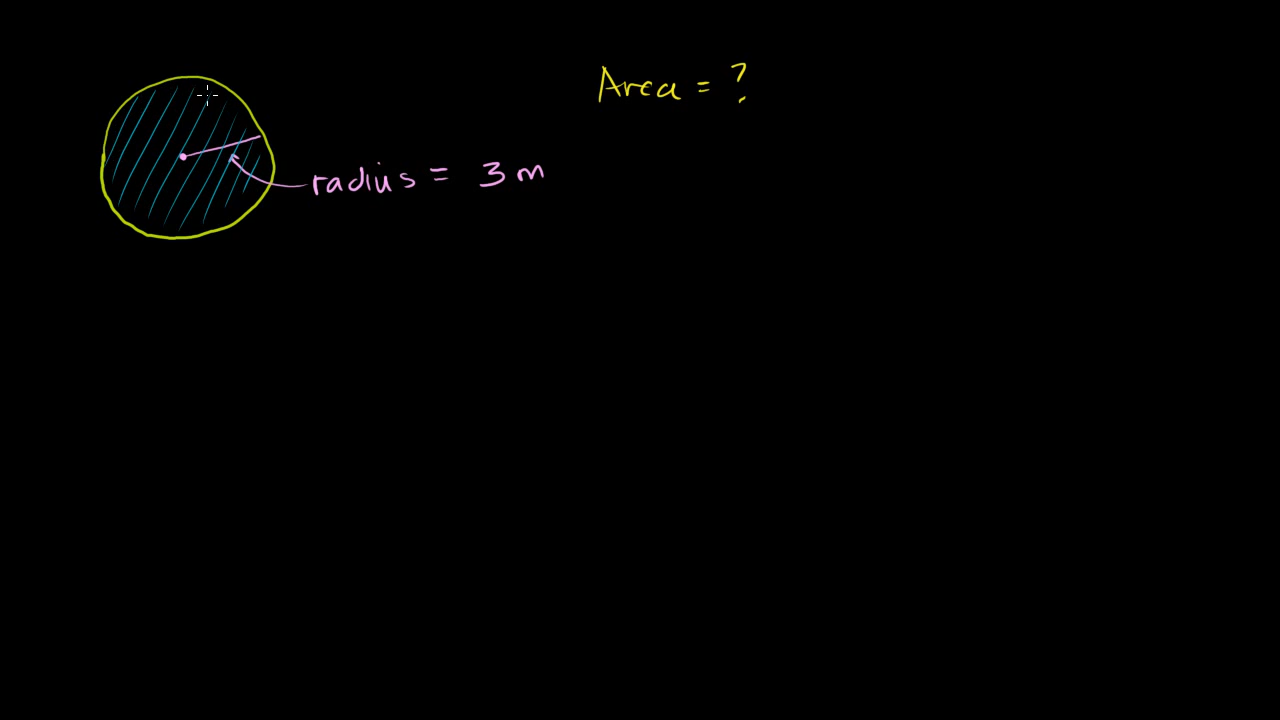 Area = ?
radius = 3 m